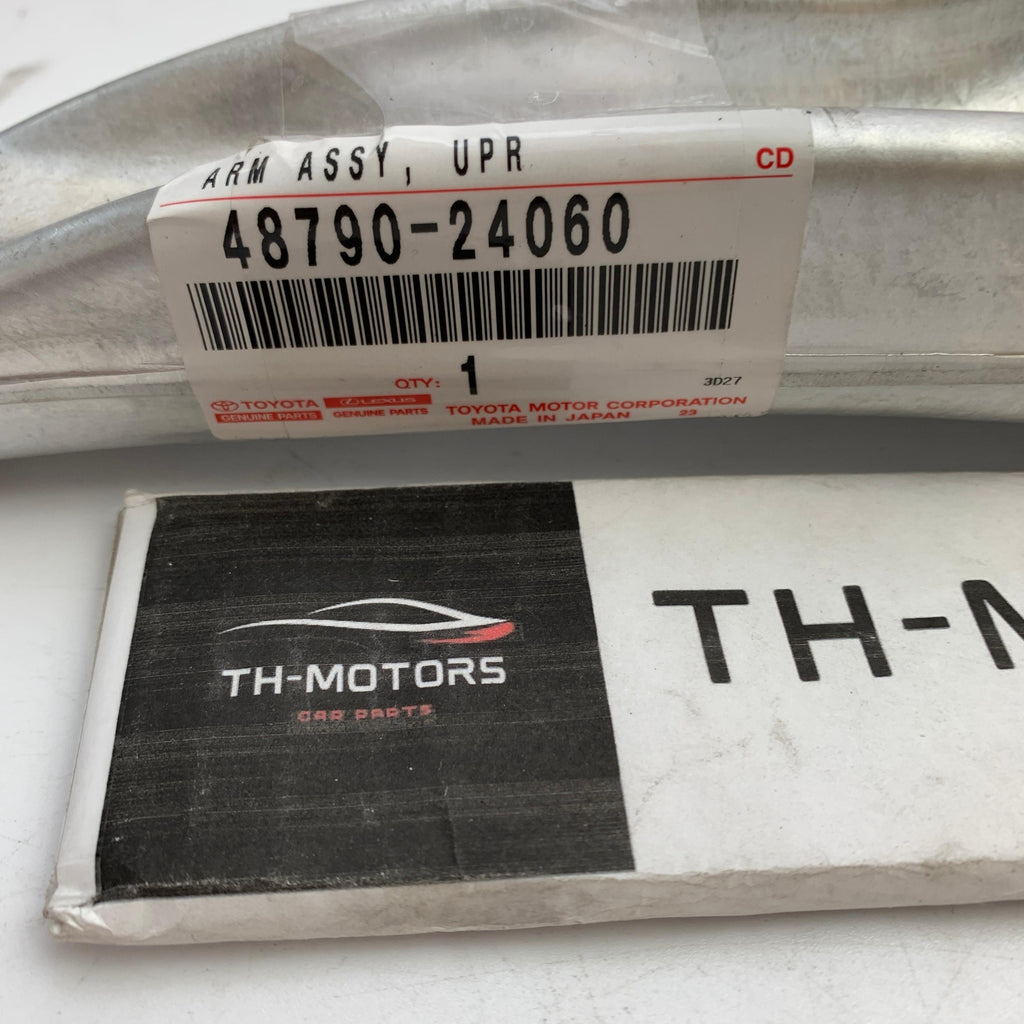 ARM ASSY, UPR
CD
48790-24060
QTY: 1
3D27
TOYOTA
GENUINE PARTS
LEXUS
GENUINE PARTS
TOYOTA MOTOR CORPORATION
MADE IN JAPAN 23
TH-MOTORS
CAR PARTS
TH-M